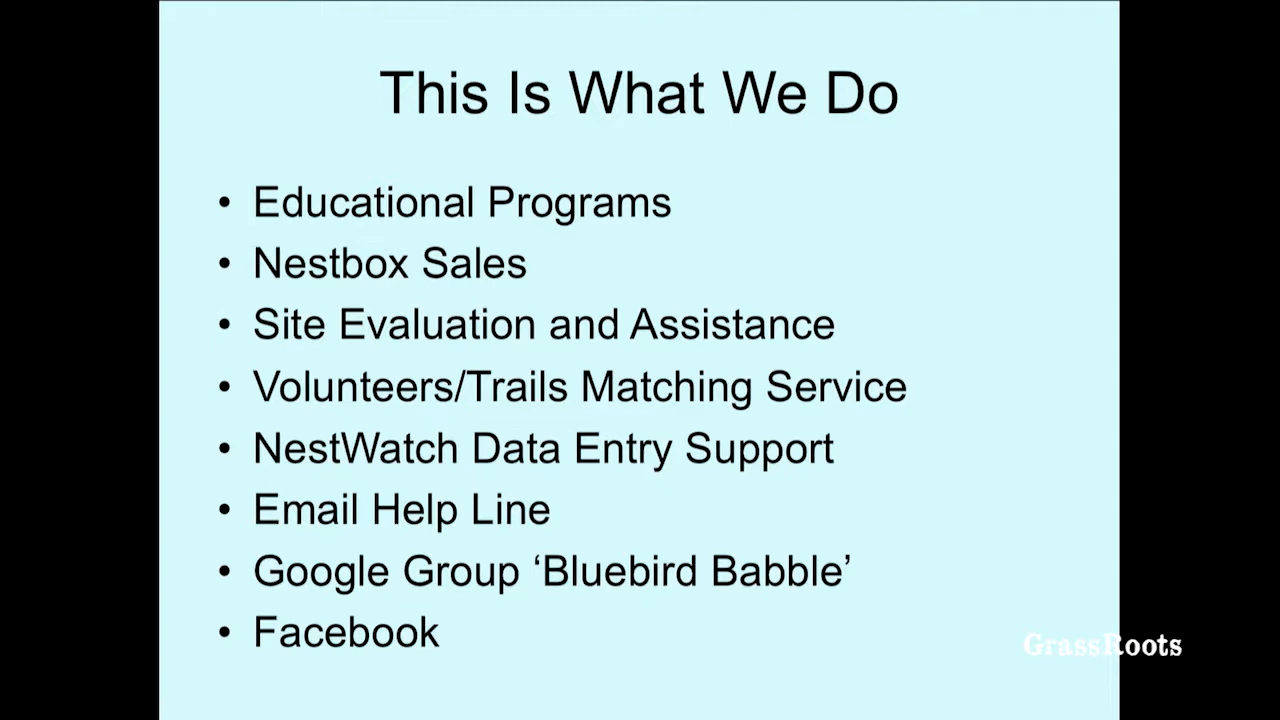 This Is What We Do
• Educational Programs
• Nestbox Sales
• Site Evaluation and Assistance
• Volunteers/Trails Matching Service
• NestWatch Data Entry Support
• Email Help Line
• Google Group ‘Bluebird Babble’
• Facebook
GrassRoots